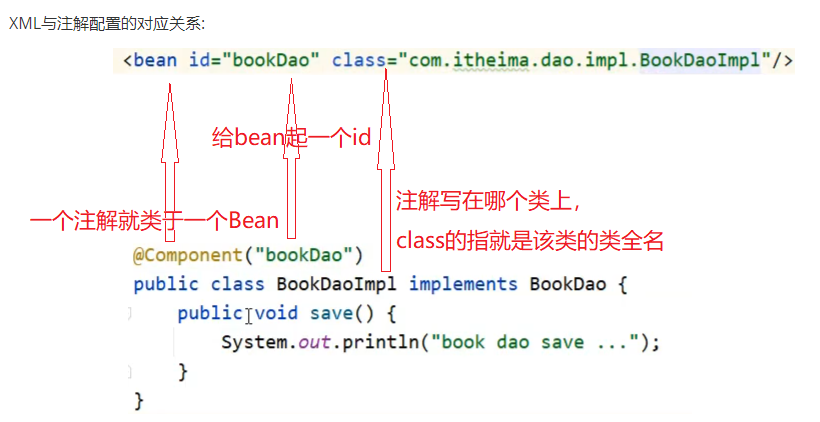 XML与注解配置的对应关系:
<bean id="bookDao" class="com.itheima.dao.impl.BookDaoImpl"/>
给bean起一个id
一个注解就类于一个Bean
注解写在哪个类上，
class的指就是该类的类全名
@Component("bookDao")
public class BookDaoImpl implements BookDao {
    public void save() {
        System.out.println("book dao save ...");
    }
}